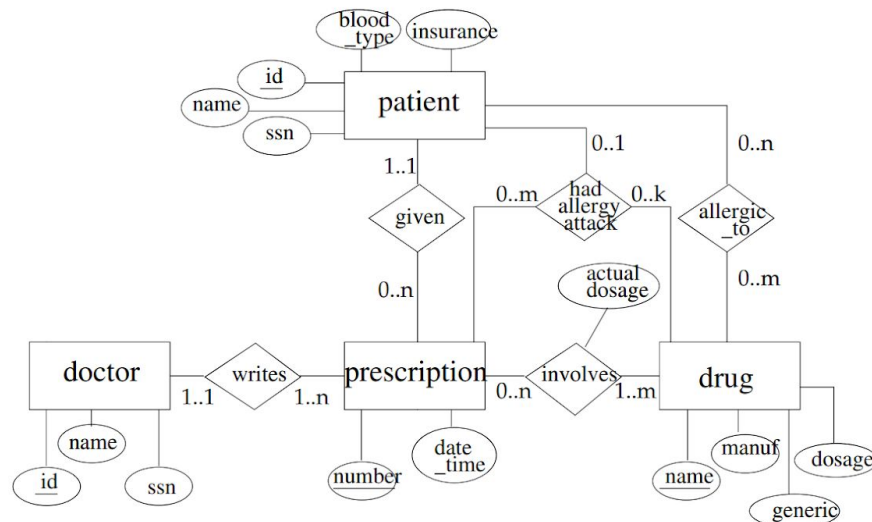 blood
_type
insurance
id
name
patient
ssn
1..1
0..1
0..n
0..m
had
allergy
attack
0..k
given
allergic
_to
actual
dosage
0..n
0..m
doctor
writes
prescription
involves
drug
1..1
1..n
0..n
1..m
name
id
ssn
number
date
_time
name
manuf
dosage
generic